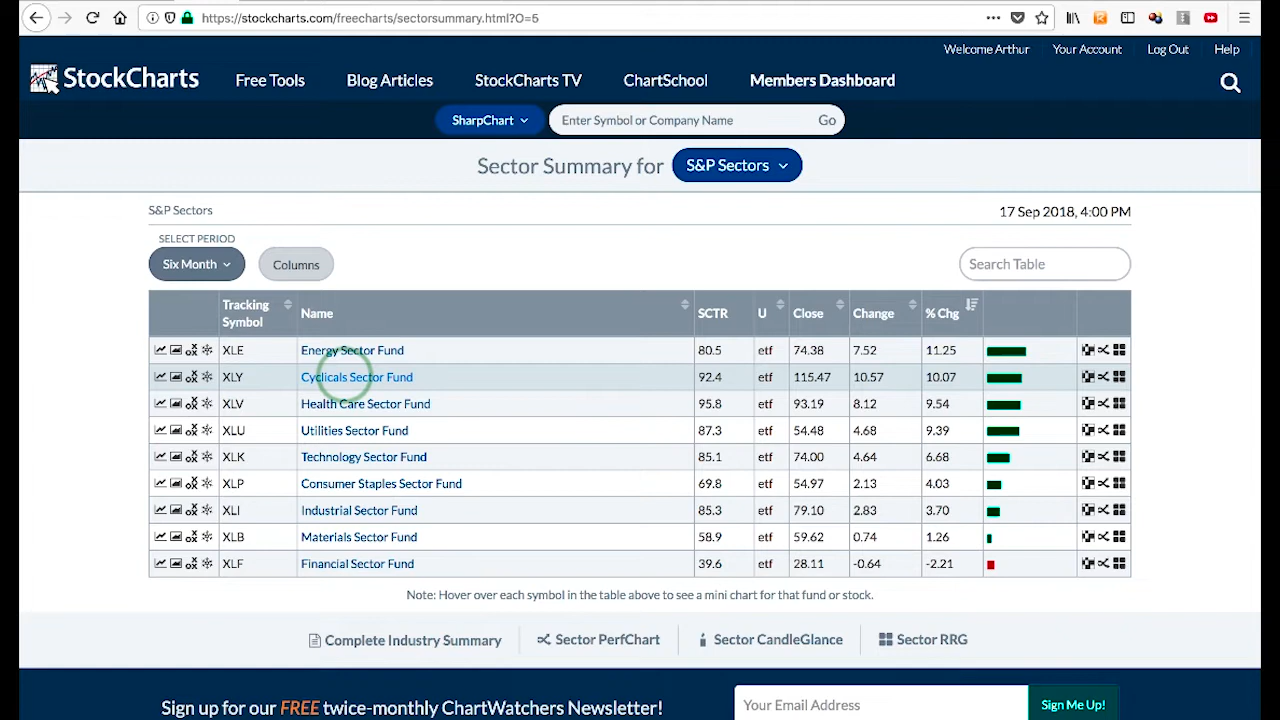 https://stockcharts.com/freecharts/sectorsummary.html?O=5
Welcome Arthur Your Account Log Out Help
StockCharts Free Tools Blog Articles StockCharts TV ChartSchool Members Dashboard
SharpChart Enter Symbol or Company Name Go
Sector Summary for S&P Sectors
S&P Sectors 17 Sep 2018, 4:00 PM
SELECT PERIOD
Six Month Columns Search Table
Tracking Symbol Name SCTR U Close Change % Chg
XLE Energy Sector Fund 80.5 etf 74.38 7.52 11.25
XLY Cyclicals Sector Fund 92.4 etf 115.47 10.57 10.07
XLV Health Care Sector Fund 95.8 etf 93.19 8.12 9.54
XLU Utilities Sector Fund 87.3 etf 54.48 4.68 9.39
XLK Technology Sector Fund 85.1 etf 74.00 4.64 6.68
XLP Consumer Staples Sector Fund 69.8 etf 54.97 2.13 4.03
XLI Industrial Sector Fund 85.3 etf 79.10 2.83 3.70
XLB Materials Sector Fund 58.9 etf 59.62 0.74 1.26
XLF Financial Sector Fund 39.6 etf 28.11 -0.64 -2.21
Note: Hover over each symbol in the table above to see a mini chart for that fund or stock.
Complete Industry Summary Sector PerfChart Sector CandleGlance Sector RRG
Sign up for our FREE twice-monthly ChartWatchers Newsletter! Your Email Address Sign Me Up!